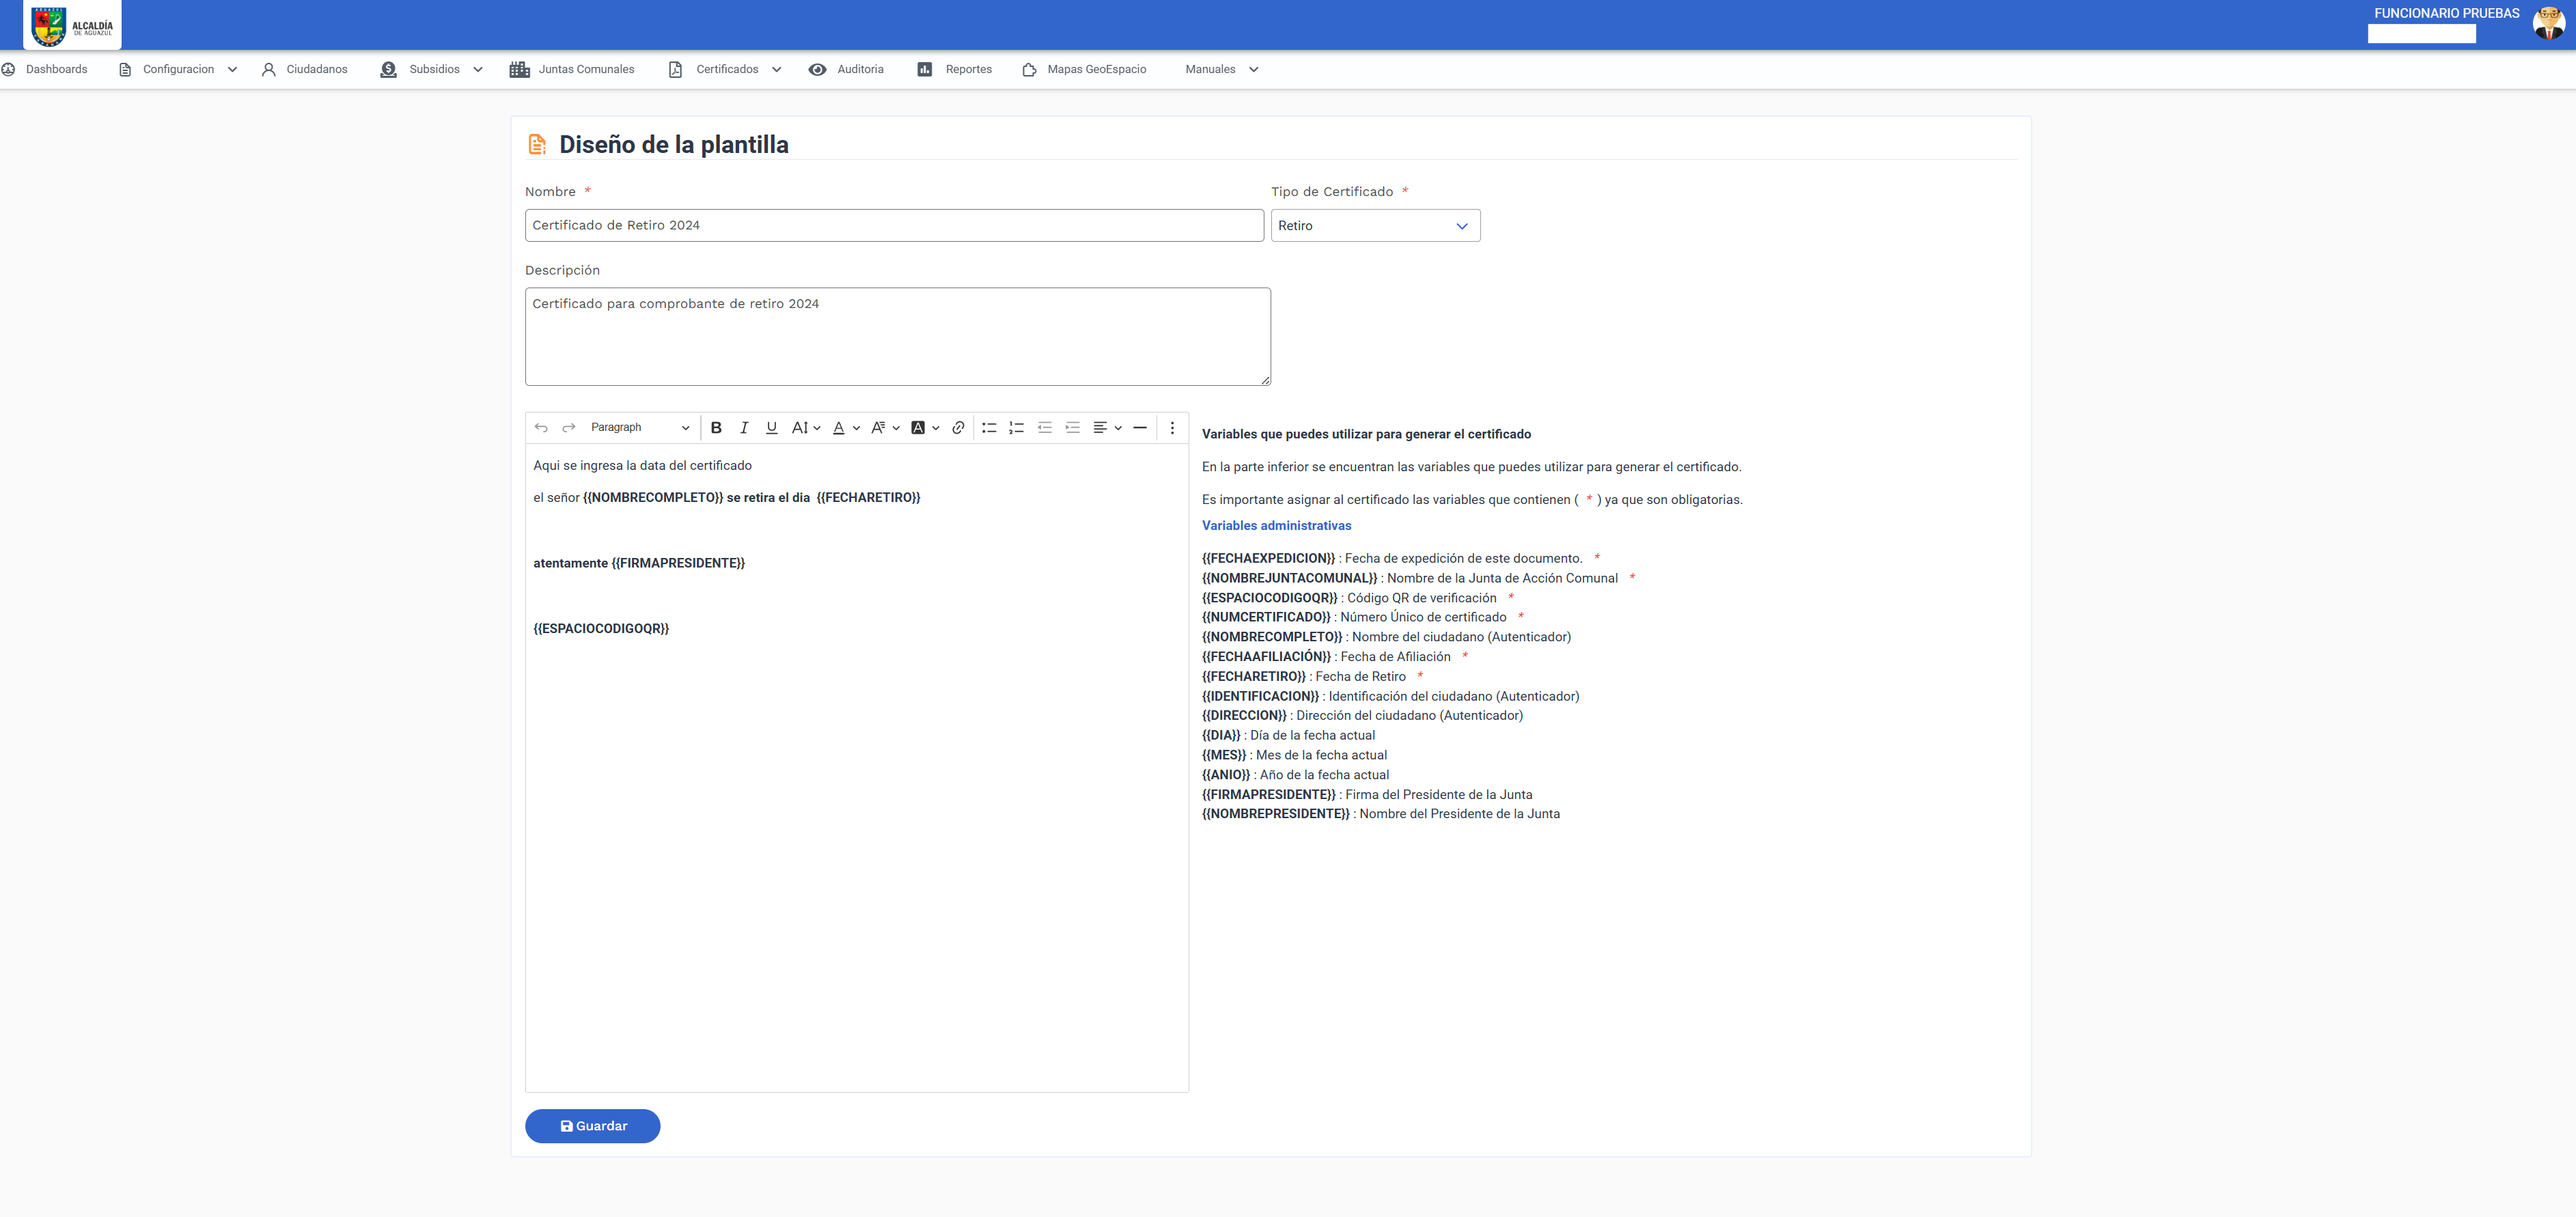 AGUAZUL
ALCALDÍA
DE AGUAZUL
FUNCIONARIO PRUEBAS
Dashboards
Configuracion
Ciudadanos
Subsidios
Juntas Comunales
Certificados
Auditoria
Reportes
Mapas GeoEspacio
Manuales
Diseño de la plantilla
Nombre *
Tipo de Certificado *
Certificado de Retiro 2024
Retiro
Descripción
Certificado para comprobante de retiro 2024
Paragraph
Aqui se ingresa la data del certificado
el señor {{NOMBRECOMPLETO}} se retira el dia {{FECHARETIRO}}
atentamente {{FIRMAPRESIDENTE}}
{{ESPACIOCODIGOQR}}
Variables que puedes utilizar para generar el certificado
En la parte inferior se encuentran las variables que puedes utilizar para generar el certificado.
Es importante asignar al certificado las variables que contienen ( * ) ya que son obligatorias.
Variables administrativas
{{FECHAEXPEDICION}} : Fecha de expedición de este documento. *
{{NOMBREJUNTACOMUNAL}} : Nombre de la Junta de Acción Comunal *
{{ESPACIOCODIGOQR}} : Código QR de verificación *
{{NUMCERTIFICADO}} : Número Único de certificado *
{{NOMBRECOMPLETO}} : Nombre del ciudadano (Autenticador)
{{FECHAAFILIACIÓN}} : Fecha de Afiliación *
{{FECHARETIRO}} : Fecha de Retiro *
{{IDENTIFICACION}} : Identificación del ciudadano (Autenticador)
{{DIRECCION}} : Dirección del ciudadano (Autenticador)
{{DIA}} : Día de la fecha actual
{{MES}} : Mes de la fecha actual
{{ANIO}} : Año de la fecha actual
{{FIRMAPRESIDENTE}} : Firma del Presidente de la Junta
{{NOMBREPRESIDENTE}} : Nombre del Presidente de la Junta
Guardar